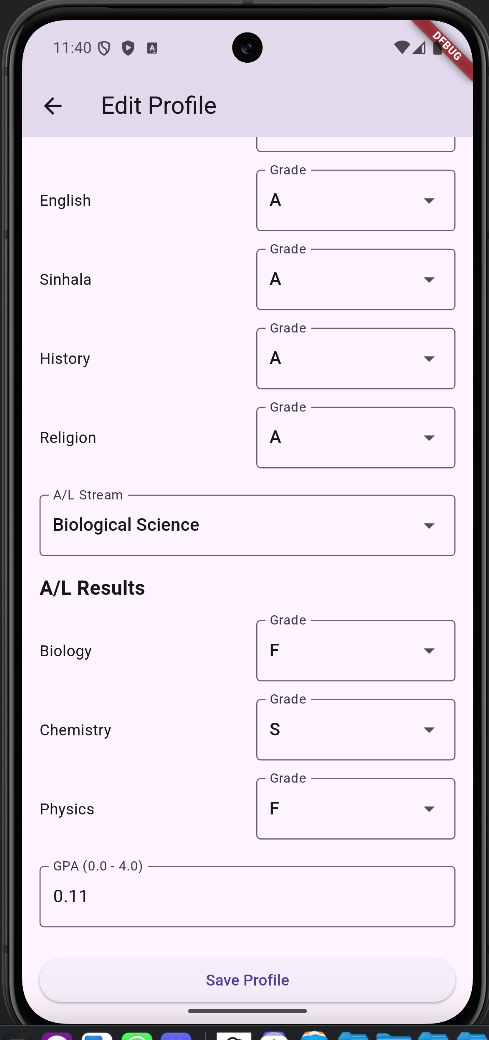 11:40
DEBUG
Edit Profile
Grade
English A
Grade
Sinhala A
Grade
History A
Grade
Religion A
A/L Stream
Biological Science
A/L Results
Grade
Biology F
Grade
Chemistry S
Grade
Physics F
GPA (0.0 - 4.0)
0.11
Save Profile